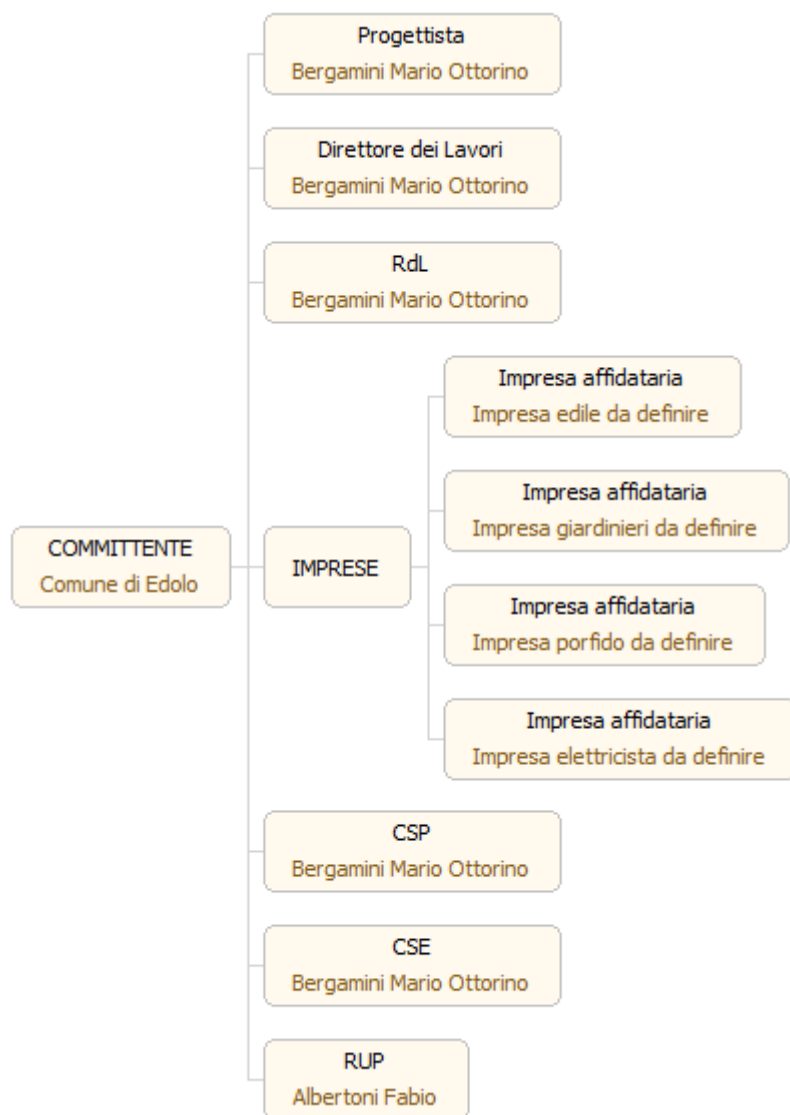 Progettista
Bergamini Mario Ottorino
Direttore dei Lavori
Bergamini Mario Ottorino
RdL
Bergamini Mario Ottorino
Impresa affidataria
Impresa edile da definire
Impresa affidataria
Impresa giardinieri da definire
COMMITTENTE
Comune di Edolo
IMPRESE
Impresa affidataria
Impresa porfido da definire
Impresa affidataria
Impresa elettricista da definire
CSP
Bergamini Mario Ottorino
CSE
Bergamini Mario Ottorino
RUP
Albertoni Fabio